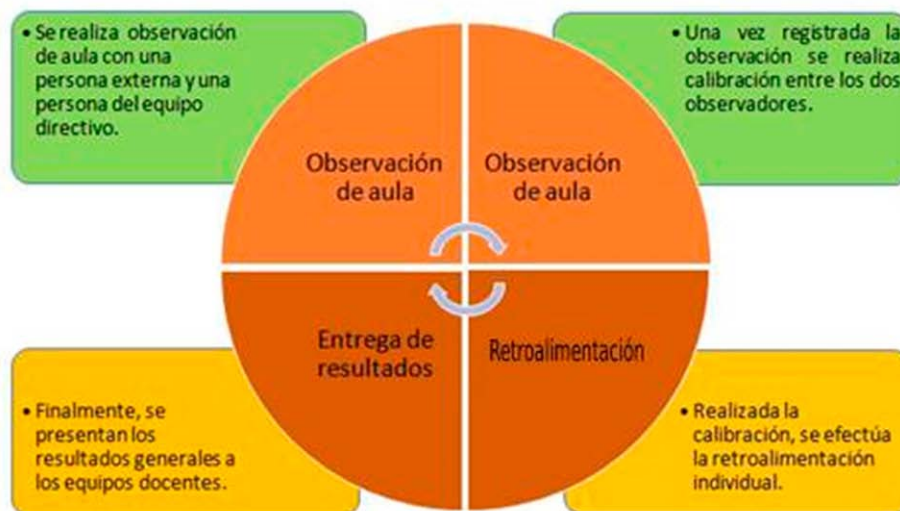 • Se realiza observación
de aula con una
persona externa y una
persona del equipo
directivo.
• Una vez registrada la
observación se realiza
calibración entre los dos
observadores.
Observación
de aula
Observación
de aula
Entrega de
resultados
Retroalimentación
• Finalmente, se
presentan los
resultados generales a
los equipos docentes.
• Realizada la
calibración, se efectúa
la retroalimentación
individual.